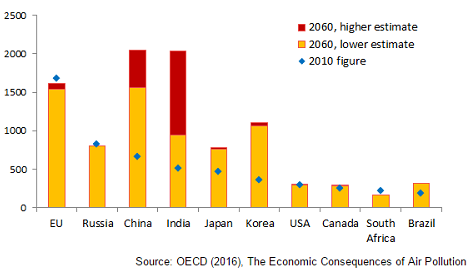 2500
2000
1500
1000
500
0
2060, higher estimate
2060, lower estimate
2010 figure
EU Russia China India Japan Korea USA Canada South Africa Brazil
Source: OECD (2016), The Economic Consequences of Air Pollution